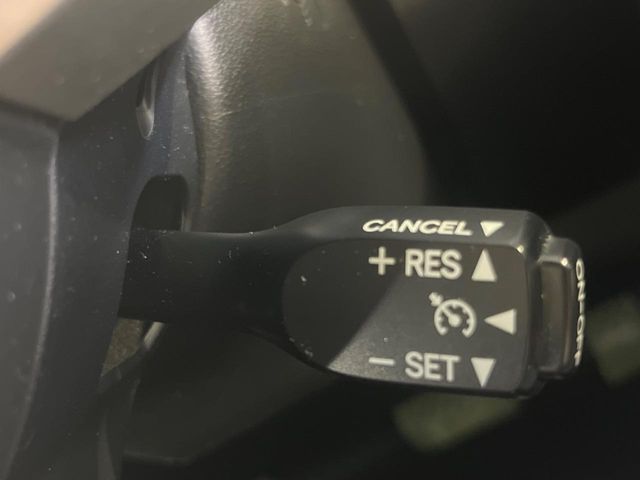 CANCEL ▼
+ RES ▲
◀
− SET ▼
ON-OFF